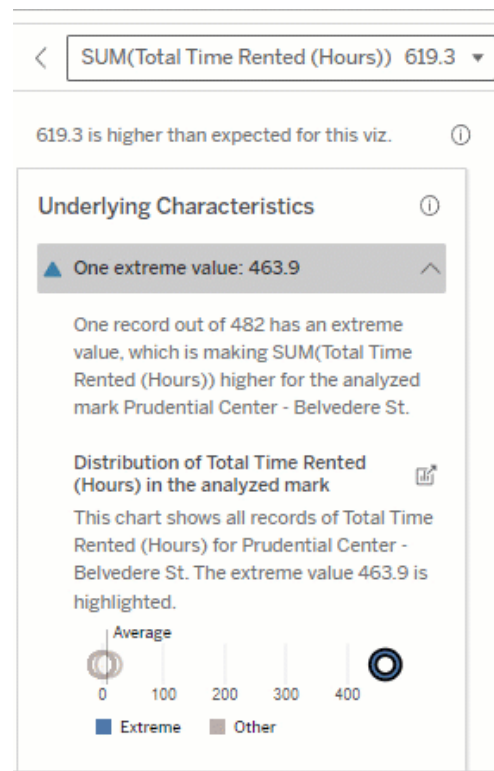 SUM(Total Time Rented (Hours)) 619.3
619.3 is higher than expected for this viz.
Underlying Characteristics
One extreme value: 463.9
One record out of 482 has an extreme
value, which is making SUM(Total Time
Rented (Hours)) higher for the analyzed
mark Prudential Center - Belvedere St.
Distribution of Total Time Rented
(Hours) in the analyzed mark
This chart shows all records of Total Time
Rented (Hours) for Prudential Center -
Belvedere St. The extreme value 463.9 is
highlighted.
Average
0 100 200 300 400
Extreme Other